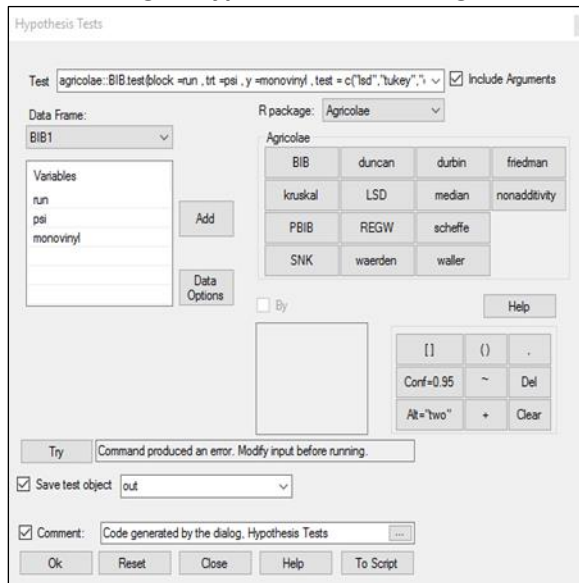 Hypothesis Tests
Test agricolae::BIB.test(block =run , trt =psi , y =monovinyl , test = c("lsd","tukey"," Include Arguments
Data Frame:
BIB1
R package: Agricolae
Agricolae
BIB duncan durbin friedman
kruskal LSD median nonadditivity
PBIB REGW scheffe
SNK waerden waller
Variables
run
psi
monovinyl
Add
Data
Options
By
Help
[] () .
Conf=0.95 ~ Del
Alt="two" + Clear
Try Command produced an error. Modify input before running.
Save test object out
Comment: Code generated by the dialog, Hypothesis Tests ...
Ok Reset Close Help To Script